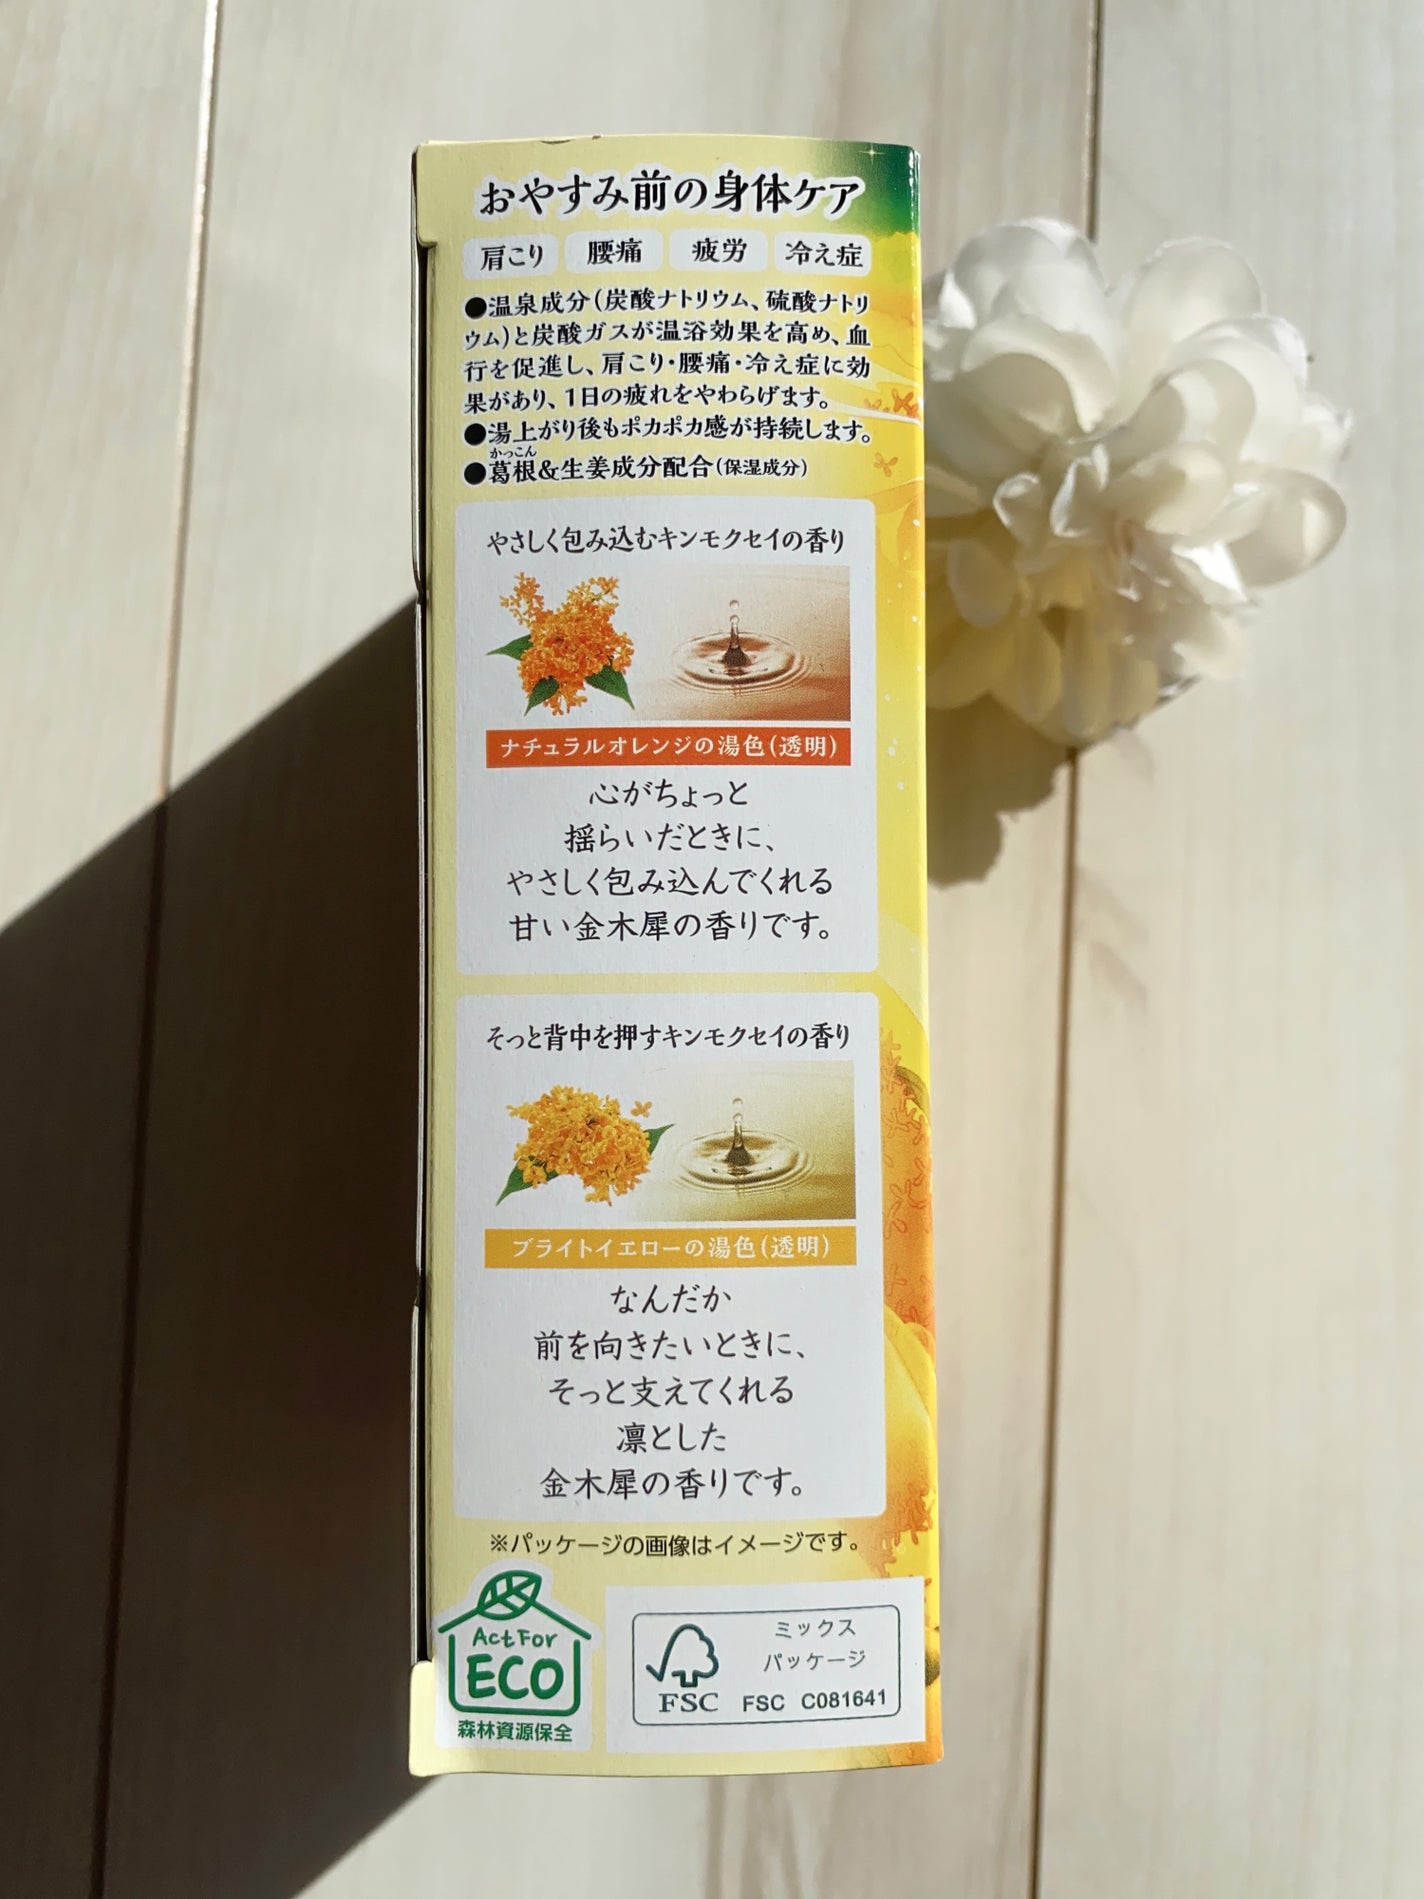 おやすみ前の身体ケア
肩こり 腰痛 疲労 冷え症
●温泉成分(炭酸ナトリウム、硫酸ナトリ
ウム)と炭酸ガスが温浴効果を高め、血
行を促進し、肩こり・腰痛・冷え症に効
果があり、1日の疲れをやわらげます。
●湯上がり後もポカポカ感が持続します。
かっこん
●葛根&生姜成分配合(保湿成分)
やさしく包み込むキンモクセイの香り
ナチュラルオレンジの湯色(透明)
心がちょっと
揺らいだときに、
やさしく包み込んでくれる
甘い金木犀の香りです。
そっと背中を押すキンモクセイの香り
ブライトイエローの湯色(透明)
なんだか
前を向きたいときに、
そっと支えてくれる
凛とした
金木犀の香りです。
※パッケージの画像はイメージです。
Act For
ECO
森林資源保全
ミックス
パッケージ
FSC
FSC C081641